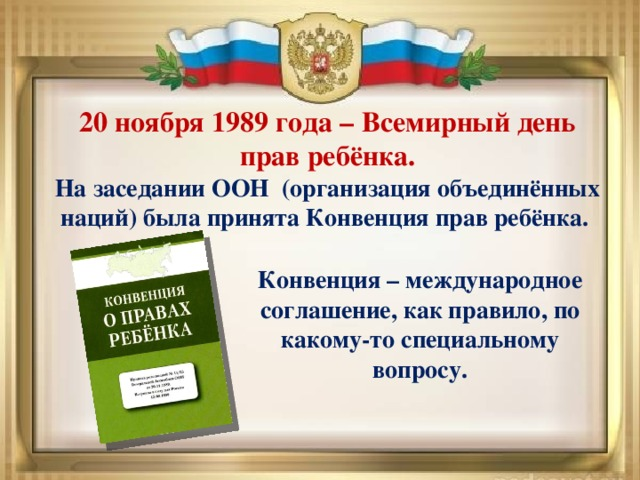 20 ноября 1989 года – Всемирный день
прав ребёнка.
На заседании ООН (организация объединённых
наций) была принята Конвенция прав ребёнка.
КОНВЕНЦИЯ
О ПРАВАХ
РЕБЁНКА
Конвенция – международное
соглашение, как правило, по
какому-то специальному
вопросу.